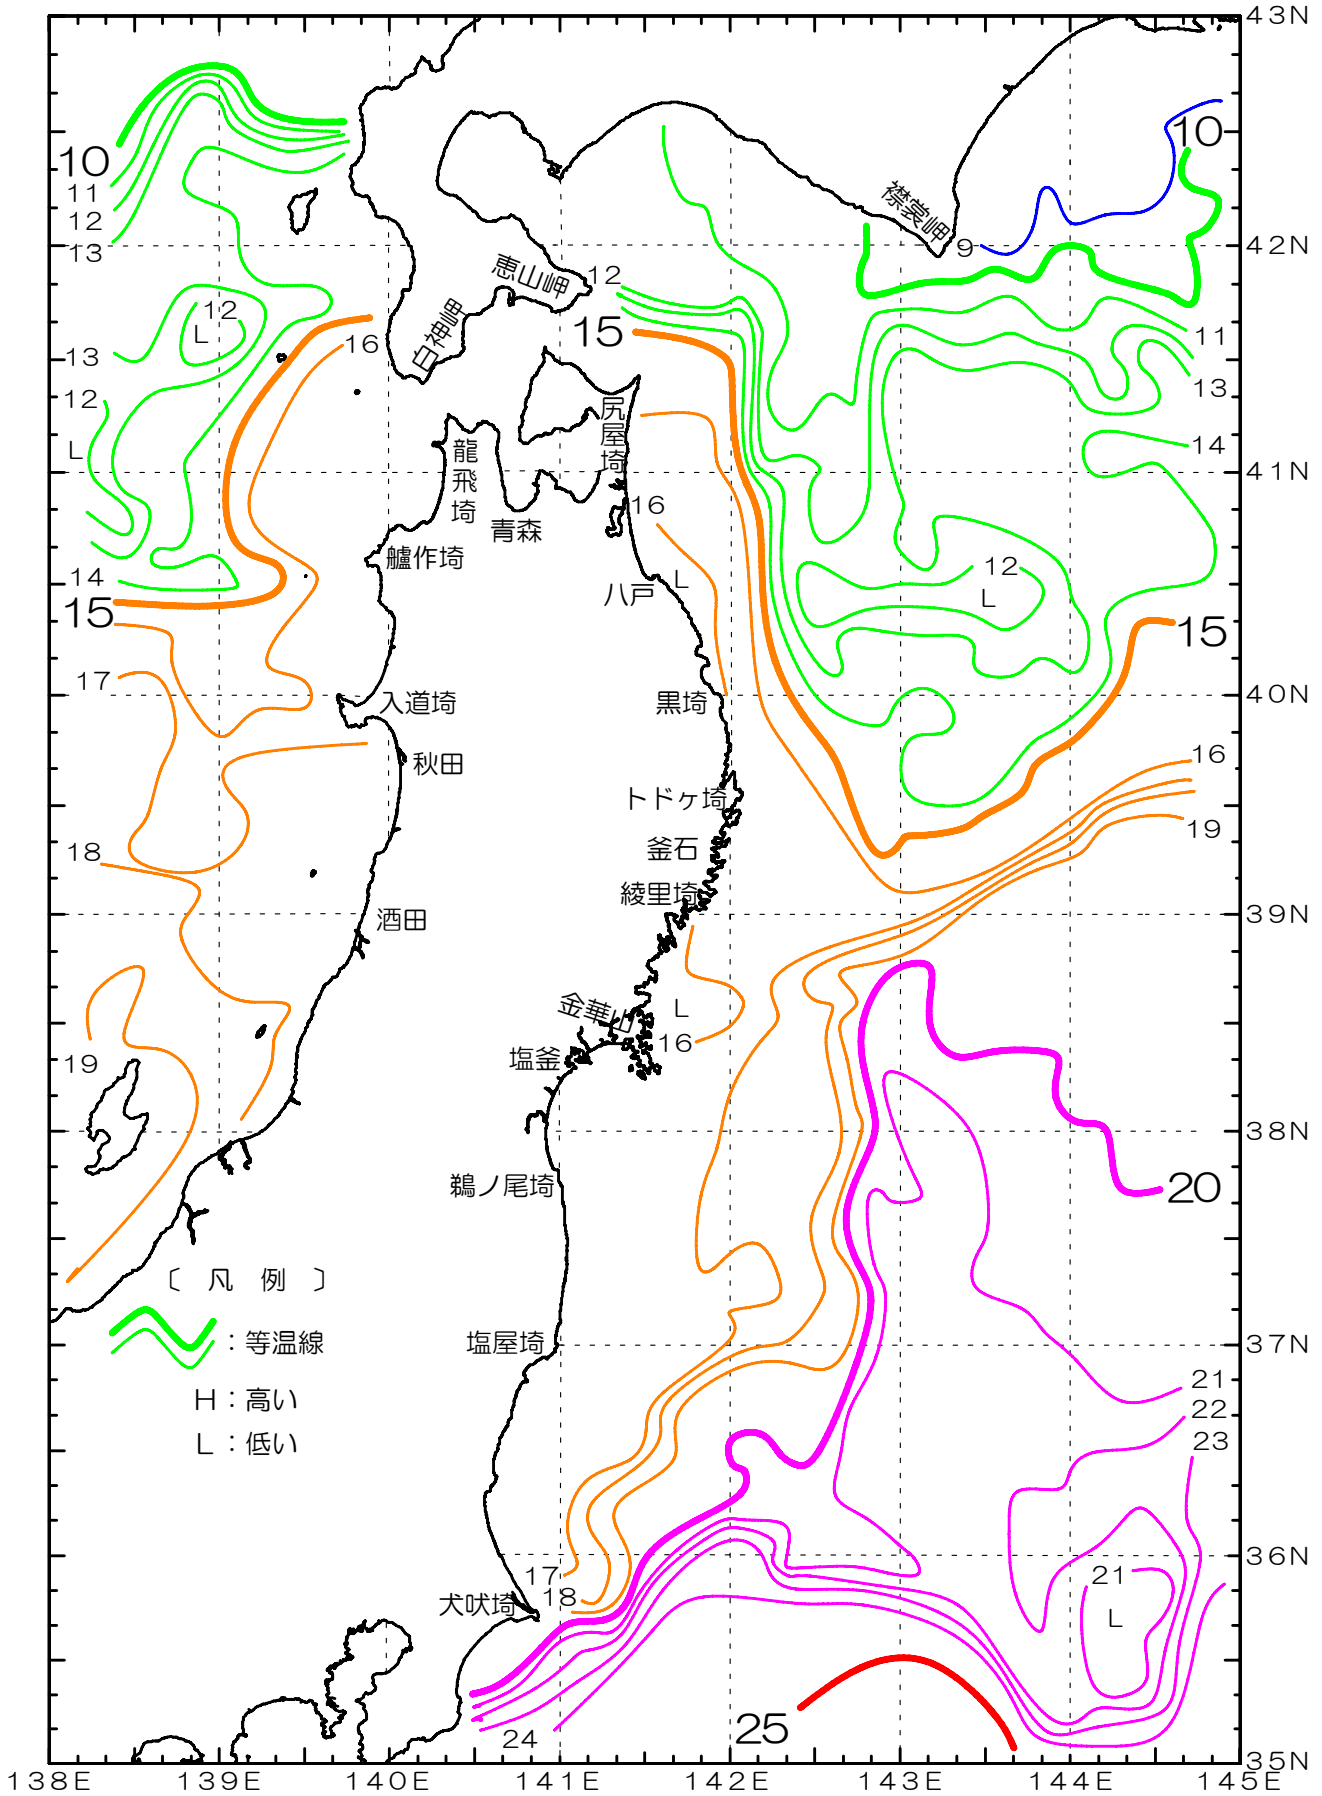 43N
10
10
11
12
13
襟裳岬
9
42N
恵山岬
12
12
L
15
白神岬
16
11
13
13
12
尻屋埼
L
龍飛埼
14
41N
16
青森
艫作埼
14
12
L
八戸
L
15
15
17
入道埼
黒埼
40N
秋田
16
トドヶ埼
19
釜石
18
綾里埼
酒田
39N
金華山
L
16
塩釜
19
38N
鵜ノ尾埼
20
〔 凡 例 〕
：等温線
塩屋埼
37N
21
H：高い
22
L：低い
23
36N
17
18
21
犬吠埼
L
25
24
35N
138E 139E 140E 141E 142E 143E 144E 145E